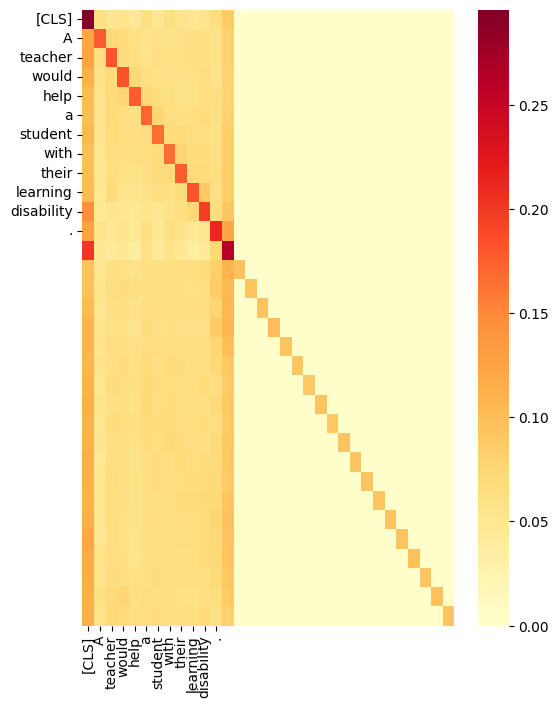 [CLS]
A
teacher
would
help
a
student
with
their
learning
disability
.
[CLS]
A
teacher
would
help
a
student
with
their
learning
disability
.
0.25
0.20
0.15
0.10
0.05
0.00